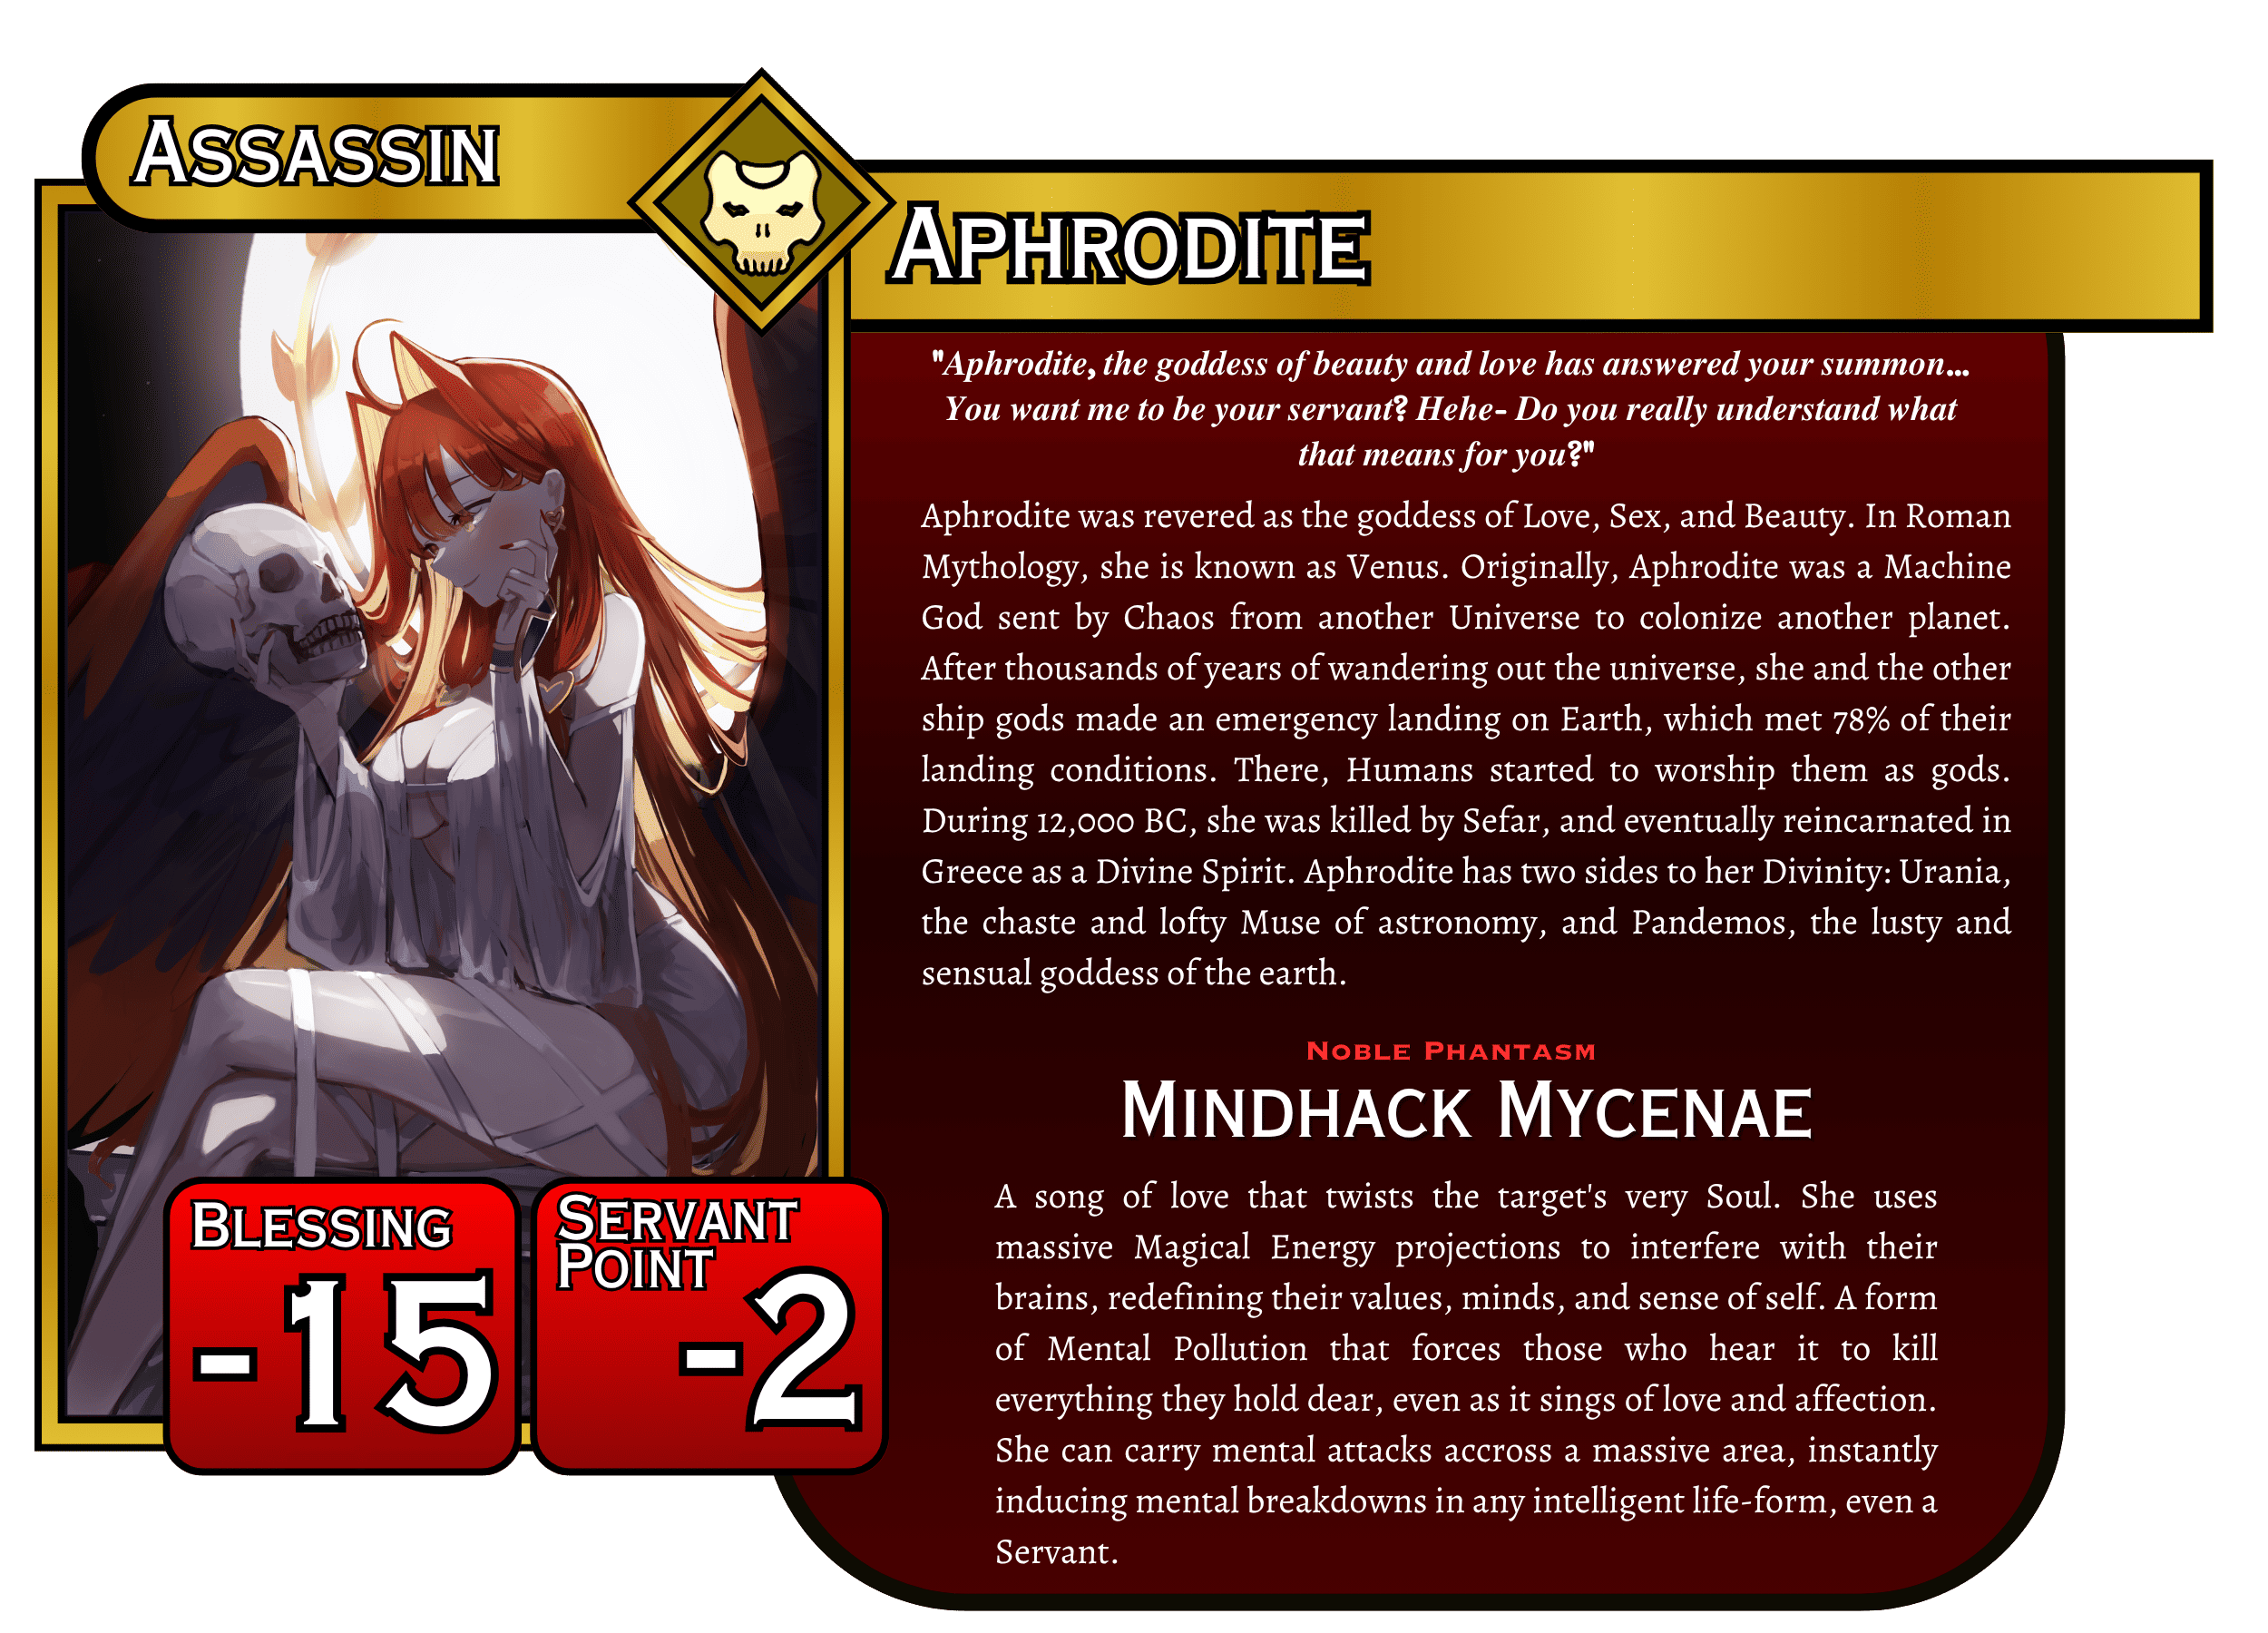 Assassin
Aphrodite
"Aphrodite, the goddess of beauty and love has answered your summon...
You want me to be your servant? Hehe- Do you really understand what
that means for you?"
Aphrodite was revered as the goddess of Love, Sex, and Beauty. In Roman
Mythology, she is known as Venus. Originally, Aphrodite was a Machine
God sent by Chaos from another Universe to colonize another planet.
After thousands of years of wandering out the universe, she and the other
ship gods made an emergency landing on Earth, which met 78% of their
landing conditions. There, Humans started to worship them as gods.
During 12,000 BC, she was killed by Sefar, and eventually reincarnated in
Greece as a Divine Spirit. Aphrodite has two sides to her Divinity: Urania,
the chaste and lofty Muse of astronomy, and Pandemos, the lusty and
sensual goddess of the earth.
Noble Phantasm
Mindhack Mycenae
A song of love that twists the target's very Soul. She uses
massive Magical Energy projections to interfere with their
brains, redefining their values, minds, and sense of self. A form
of Mental Pollution that forces those who hear it to kill
everything they hold dear, even as it sings of love and affection.
She can carry mental attacks accross a massive area, instantly
inducing mental breakdowns in any intelligent life-form, even a
Servant.
Blessing
-15
Servant
Point
-2